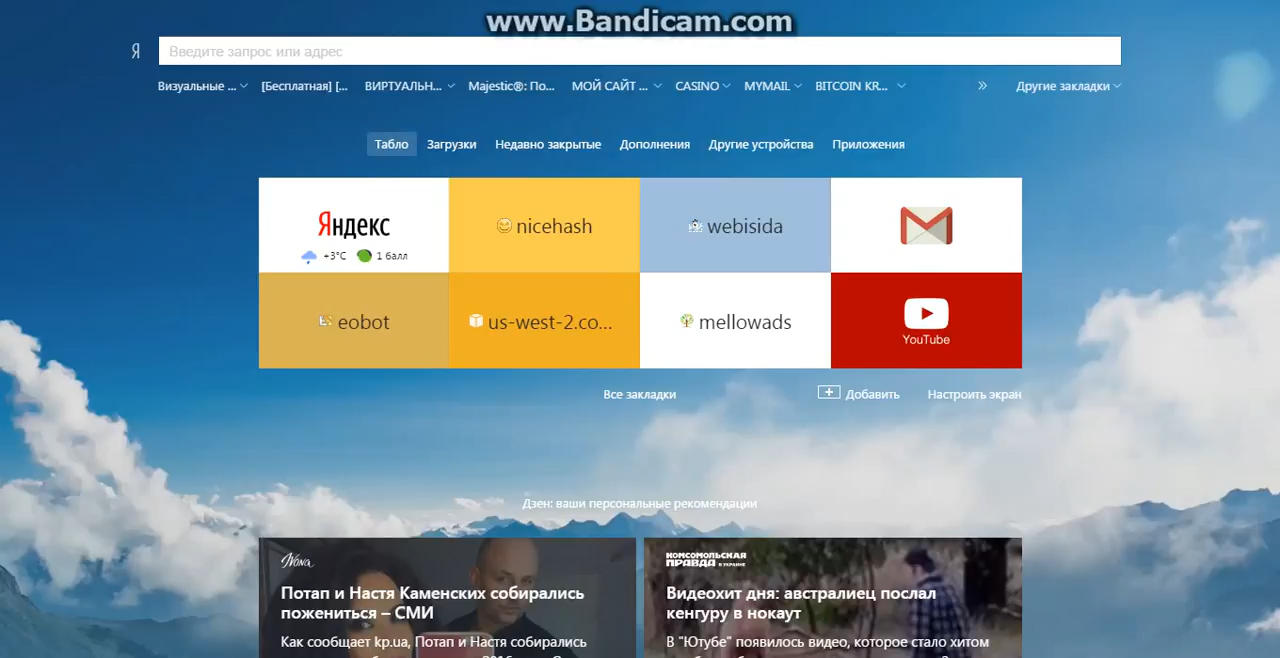 www.Bandicam.com
Я Введите запрос или адрес
Визуальные ... [Бесплатная] [... ВИРТУАЛЬН... Majestic®: По... МОЙ САЙТ ... CASINO MYMAIL BITCOIN KR... » Другие закладки
Табло Загрузки Недавно закрытые Дополнения Другие устройства Приложения
Яндекс
+3°C 1 балл
nicehash
webisida
eobot
us-west-2.co...
mellowads
YouTube
Все закладки Добавить Настроить экран
Дзен: ваши персональные рекомендации
Ивона
Потап и Настя Каменских собирались
пожениться – СМИ
Как сообщает kp.ua, Потап и Настя собирались
КОМСОМОЛЬСКАЯ
ПРАВДА В УКРАИНЕ
Видеохит дня: австралиец послал
кенгуру в нокаут
В "Ютубе" появилось видео, которое стало хитом